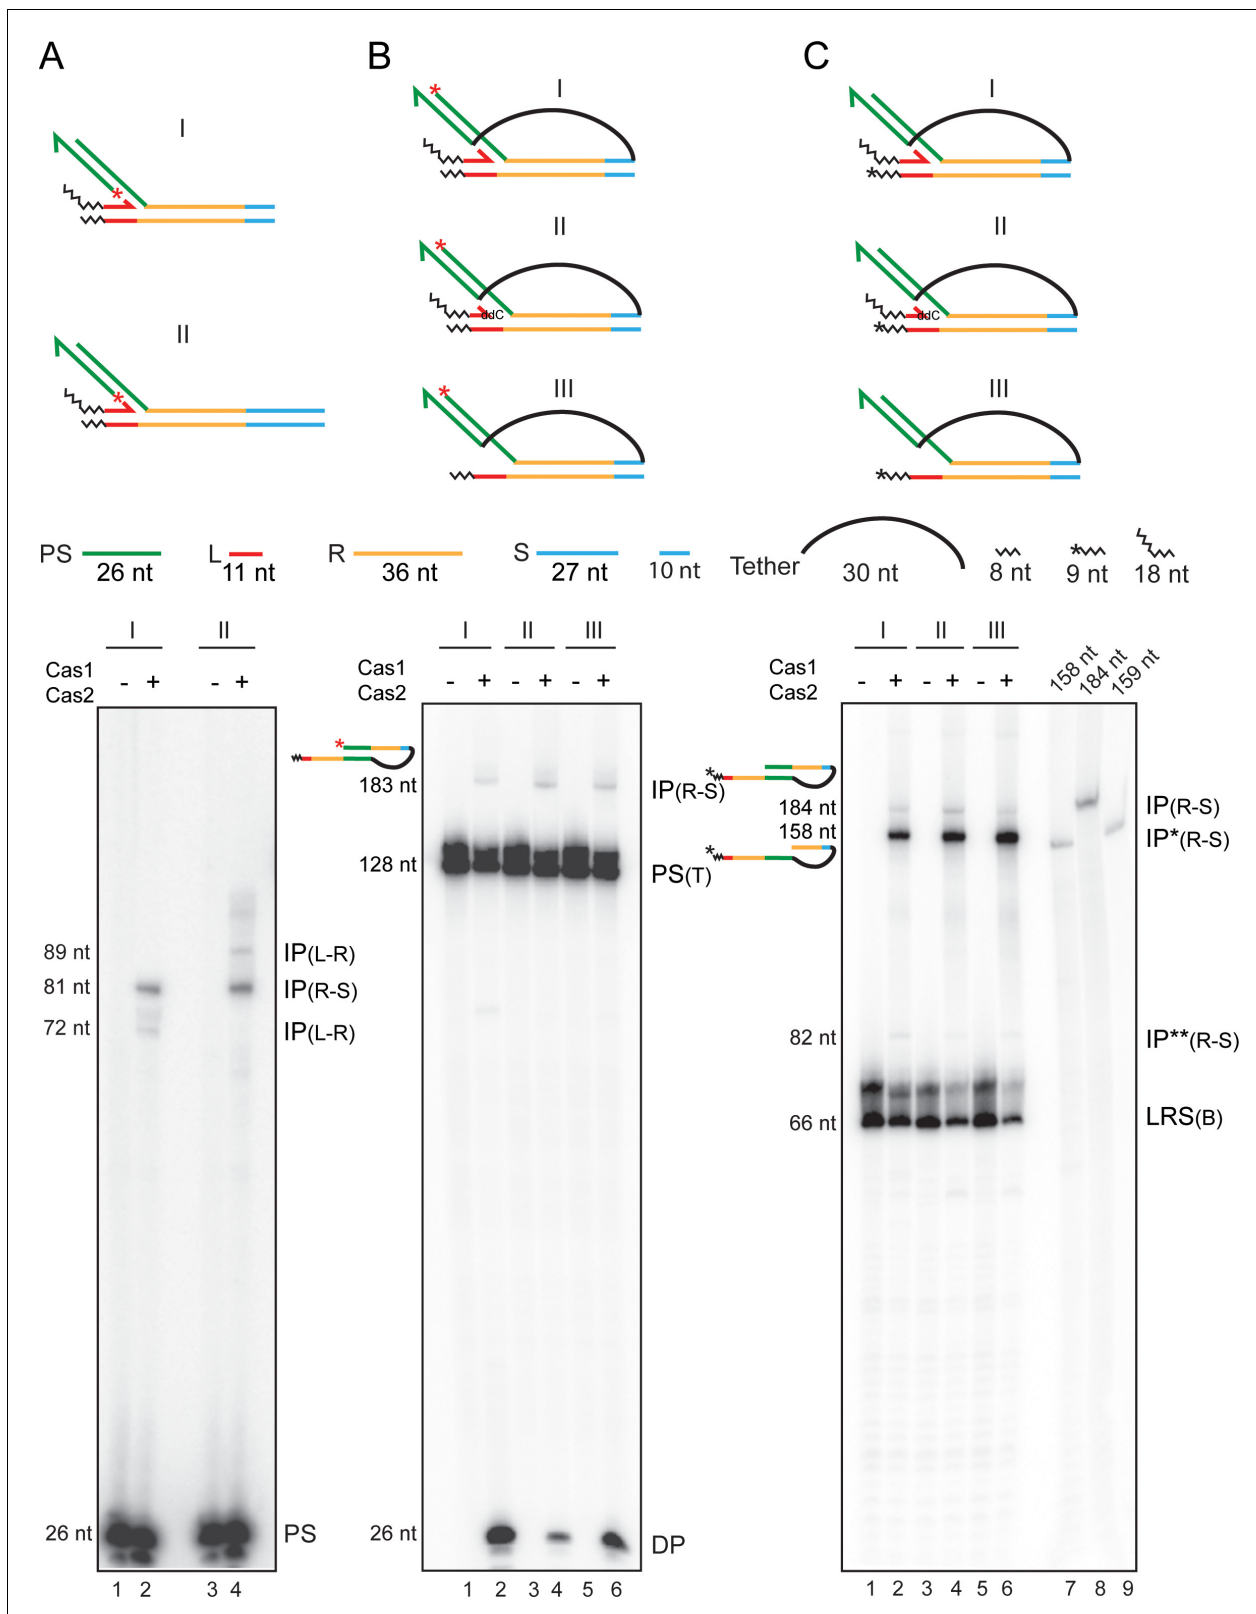 A
B
C
I
I
I
II
ddC
II
ddC
II
III
III
PS 26 nt
L 11 nt
R 36 nt
S 27 nt
10 nt
Tether 30 nt
8 nt
* 9 nt
18 nt
I II
Cas1
Cas2
- + - +
89 nt
81 nt
72 nt
26 nt
IP(L-R)
IP(R-S)
IP(L-R)
PS
1 2 3 4
I II III
Cas1
Cas2
- + - + - +
183 nt
128 nt
26 nt
IP(R-S)
PS(T)
DP
1 2 3 4 5 6
I II III
Cas1
Cas2
- + - + - +
158 nt
184 nt
159 nt
184 nt
158 nt
82 nt
66 nt
IP(R-S)
IP*(R-S)
IP**(R-S)
LRS(B)
1 2 3 4 5 6 7 8 9